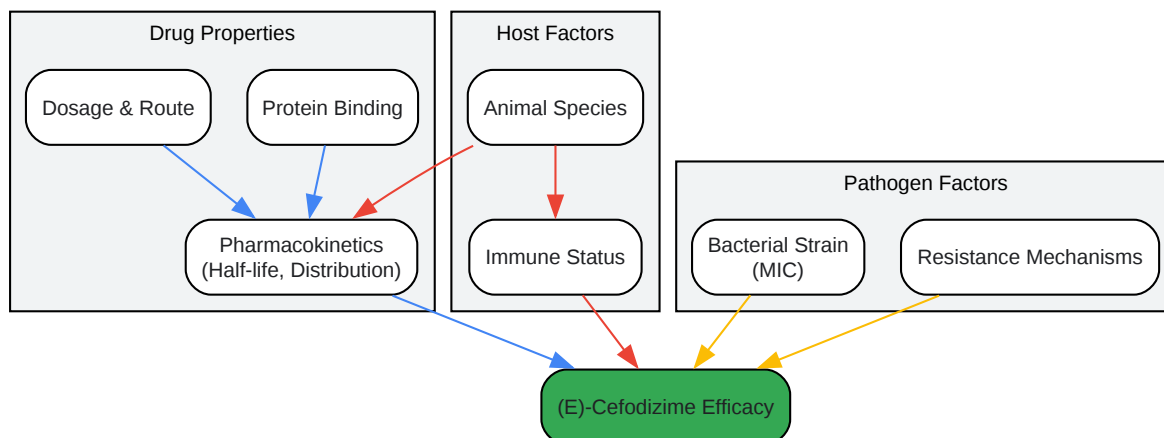 Drug Properties
Host Factors
Dosage & Route
Protein Binding
Animal Species
Pathogen Factors
Pharmacokinetics
(Half-life, Distribution)
Immune Status
Bacterial Strain
(MIC)
Resistance Mechanisms
(E)-Cefodizime Efficacy